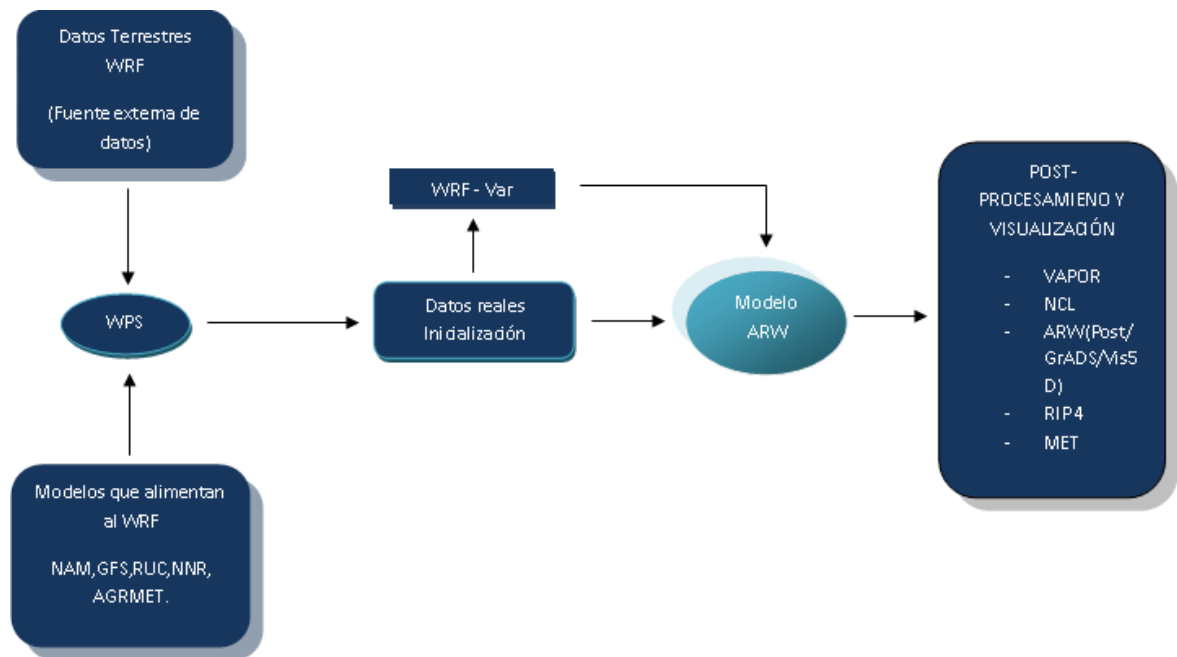 Datos Terrestres
WRF
(Fuente externa de
datos)
WPS
Modelos que alimentan
al WRF
NAM,GFS,RUC,NNR,
AGRMET.
WRF - Var
Datos reales
Inicialización
Modelo
ARW
POST-
PROCESAMIENO Y
VISUALIZACIÓN
- VAPOR
- NCL
- ARW(Post/
GrADS/Vis5
D)
- RIP4
- MET